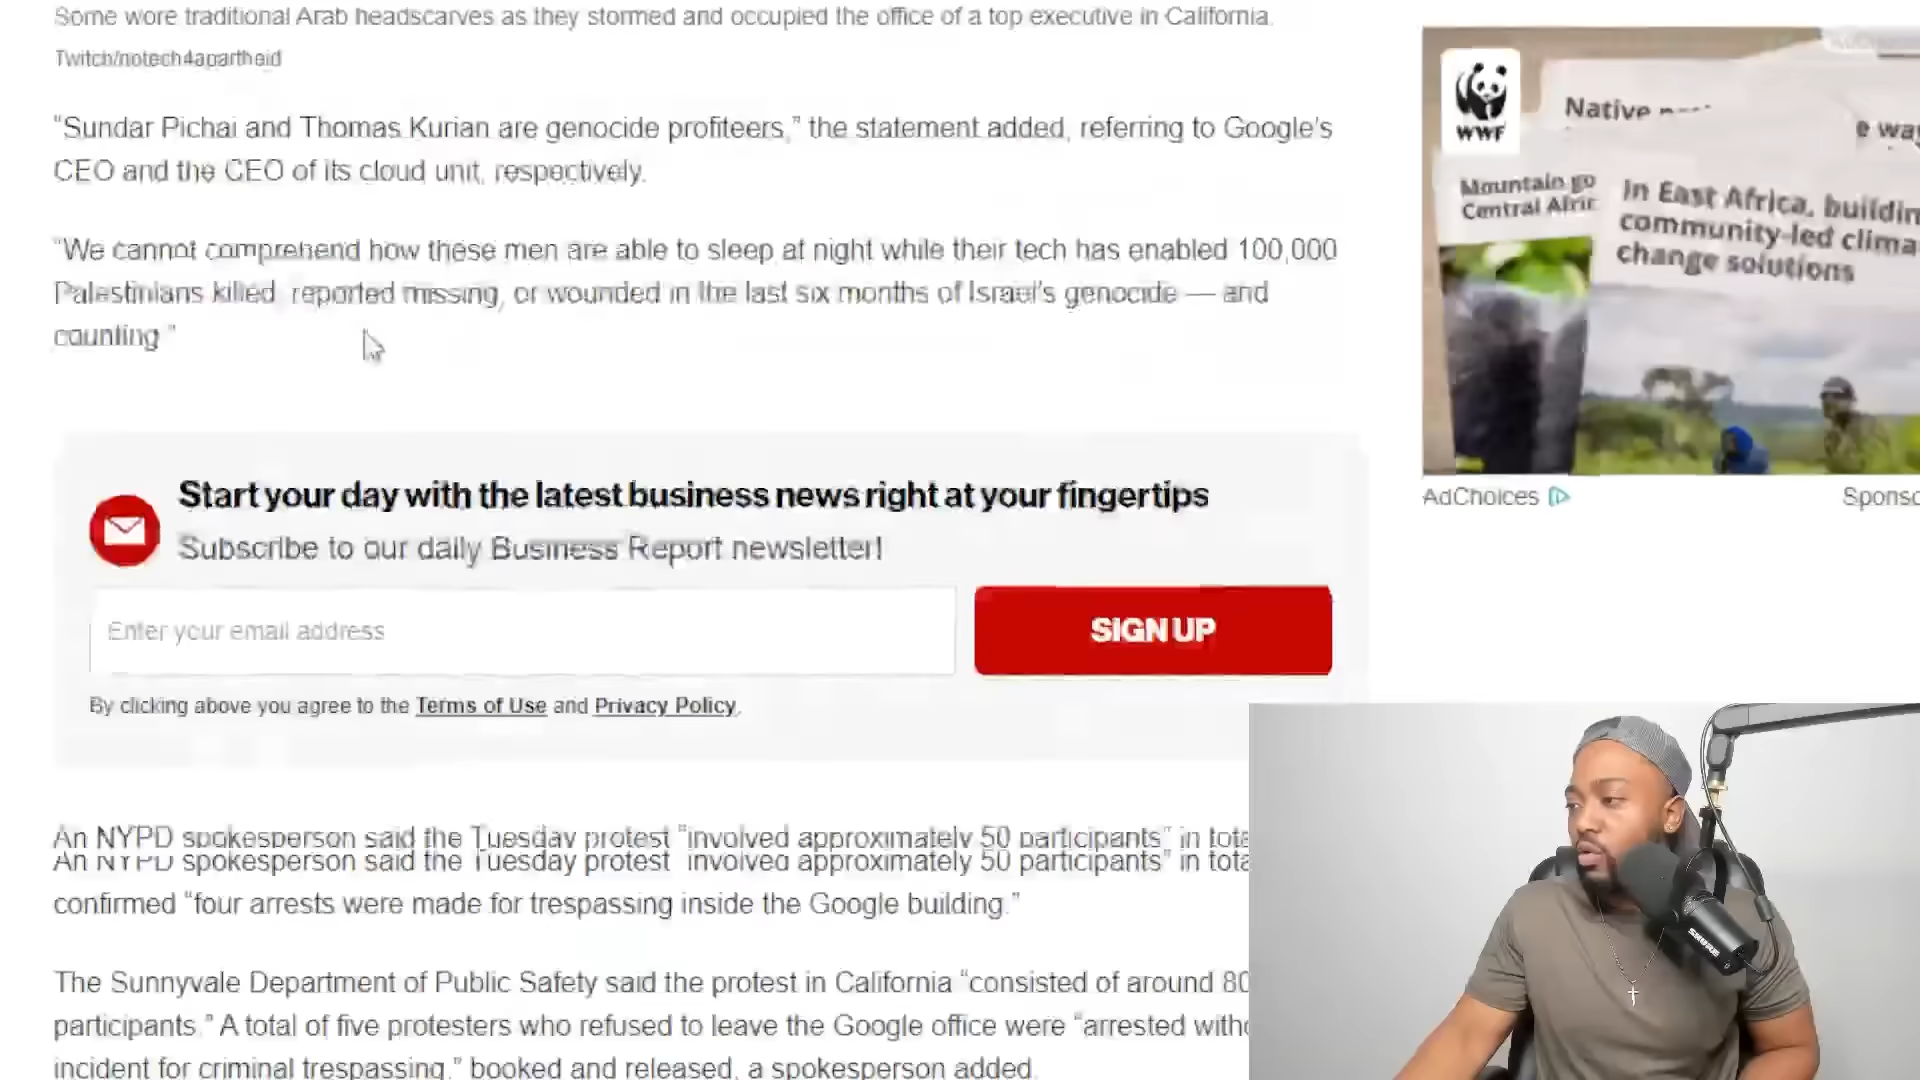 Some wore traditional Arab headscarves as they stormed and occupied the office of a top executive in California.
Twitch/notech4apartheid
“Sundar Pichai and Thomas Kurian are genocide profiteers,” the statement added, referring to Google’s
CEO and the CEO of its cloud unit, respectively.
“We cannot comprehend how these men are able to sleep at night while their tech has enabled 100,000
Palestinians killed, reported missing, or wounded in the last six months of Israel’s genocide — and
counting.”
Start your day with the latest business news right at your fingertips
Subscribe to our daily Business Report newsletter!
Enter your email address
SIGN UP
By clicking above you agree to the Terms of Use and Privacy Policy.
An NYPD spokesperson said the Tuesday protest “involved approximately 50 participants” in tota
An NYPD spokesperson said the Tuesday protest “involved approximately 50 participants” in tota
confirmed “four arrests were made for trespassing inside the Google building.”
The Sunnyvale Department of Public Safety said the protest in California “consisted of around 80
participants.” A total of five protesters who refused to leave the Google office were “arrested witho
incident for criminal trespassing,” booked and released, a spokesperson added.
WWF
Native
e way
Mountain go
Central Afric
In East Africa, buildin
community-led clima
change solutions
AdChoices
Sponso
SHURE